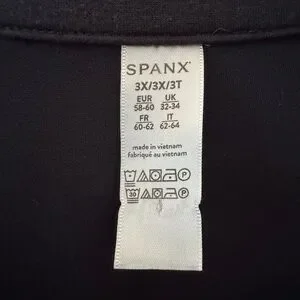 SPANX
3X/3X/3T
EUR UK
58-60 32-34
FR IT
60-62 62-64
made in vietnam
fabriqué au vietnam
30